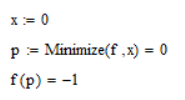 x := 0
p := Minimize(f ,x) = 0
f(p) = -1